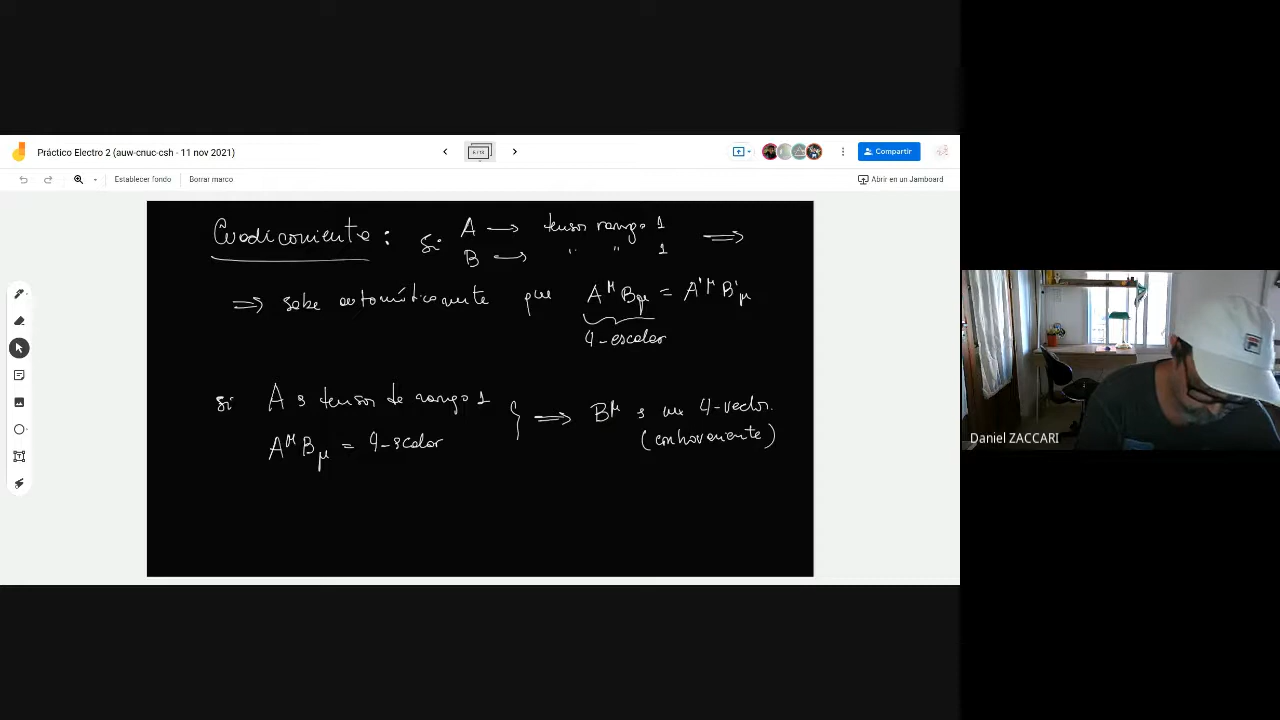 Práctico Electro 2 (auw-cnuc-csh - 11 nov 2021)
Compartir
Establecer fondo
Borrar marco
Abrir en un Jamboard
Cuadicorriente : si A → tensor rango 1 ⟹
B → " " 1
⟹ sabe automáticamente que A^μ B_μ = A'^μ B'_μ
4-escalar
si A es tensor de rango 1
A^μ B_μ = 4-escalar
} ⟹ B^μ es un 4-vector.
(contravariante)
Daniel ZACCARI